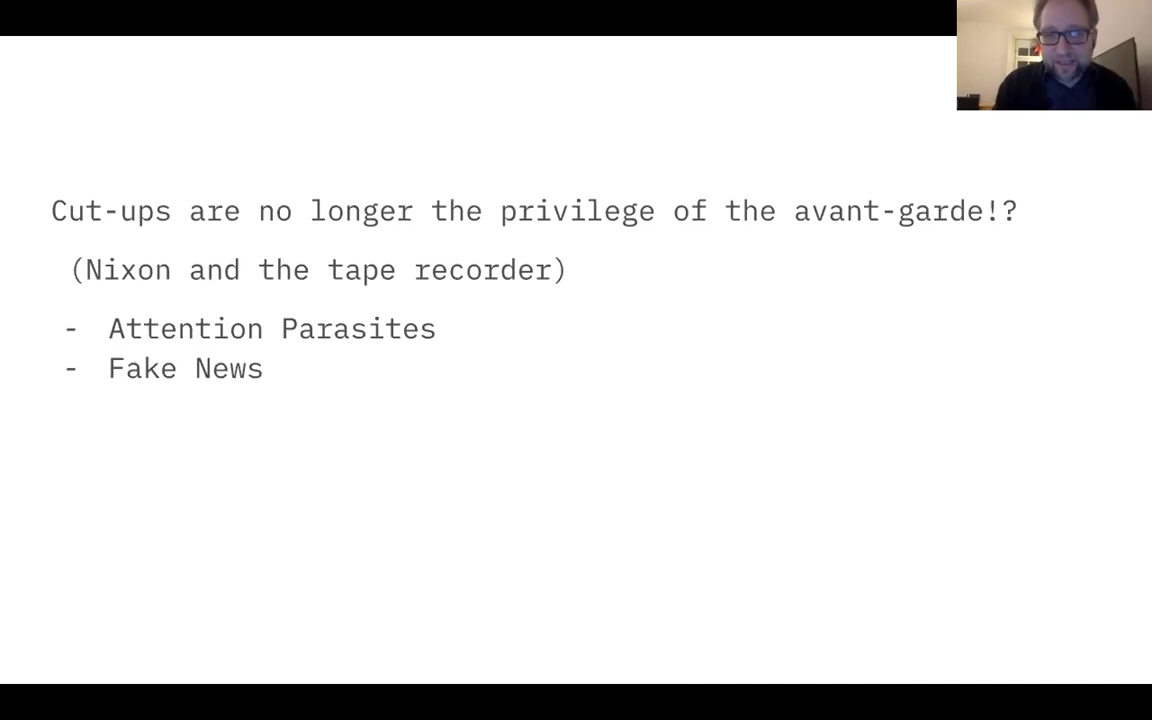 Cut-ups are no longer the privilege of the avant-garde!?
(Nixon and the tape recorder)
- Attention Parasites
- Fake News